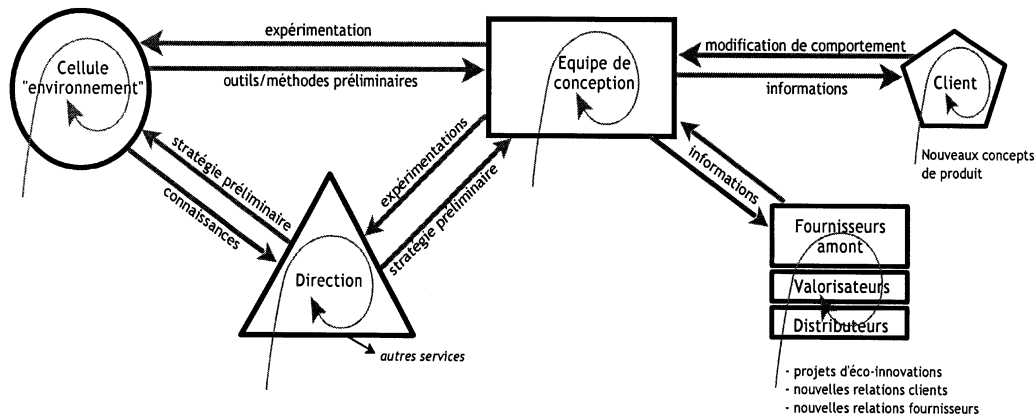 expérimentation
Cellule
"environnement"
outils/méthodes préliminaires
Equipe de
conception
modification de comportement
informations
Client
Nouveaux concepts
de produit
stratégie préliminaire
connaissances
expérimentations
stratégie préliminaire
informations
Direction
autres services
Fournisseurs
amont
Valorisateurs
Distributeurs
- projets d'éco-innovations
- nouvelles relations clients
- nouvelles relations fournisseurs